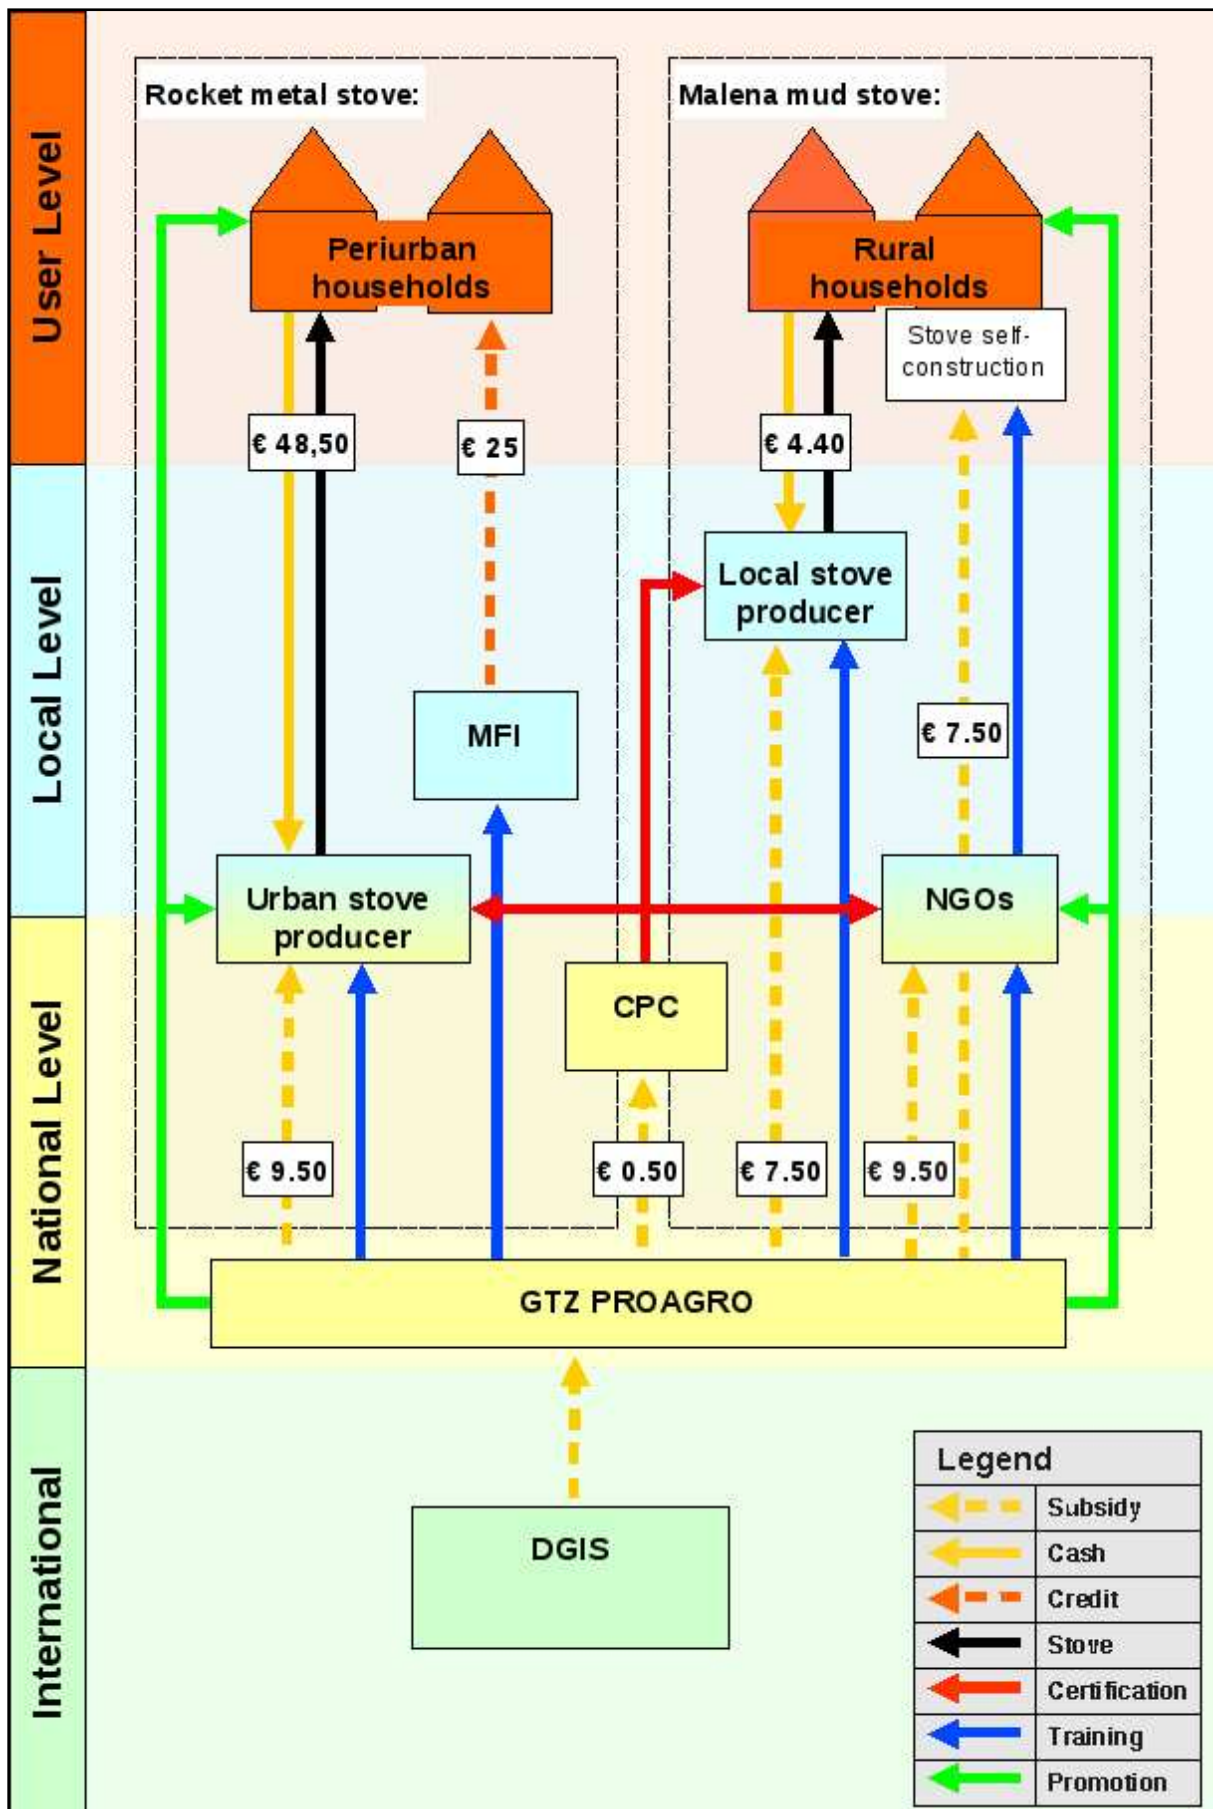 User Level
Rocket metal stove:
Malena mud stove:
Periurban
households
Rural
households
Stove self-
construction
€ 48,50
€ 25
€ 4.40
Local Level
Local stove
producer
MFI
€ 7.50
Urban stove
producer
NGOs
National Level
CPC
€ 9.50
€ 0.50
€ 7.50
€ 9.50
GTZ PROAGRO
International
DGIS
Legend
Subsidy
Cash
Credit
Stove
Certification
Training
Promotion